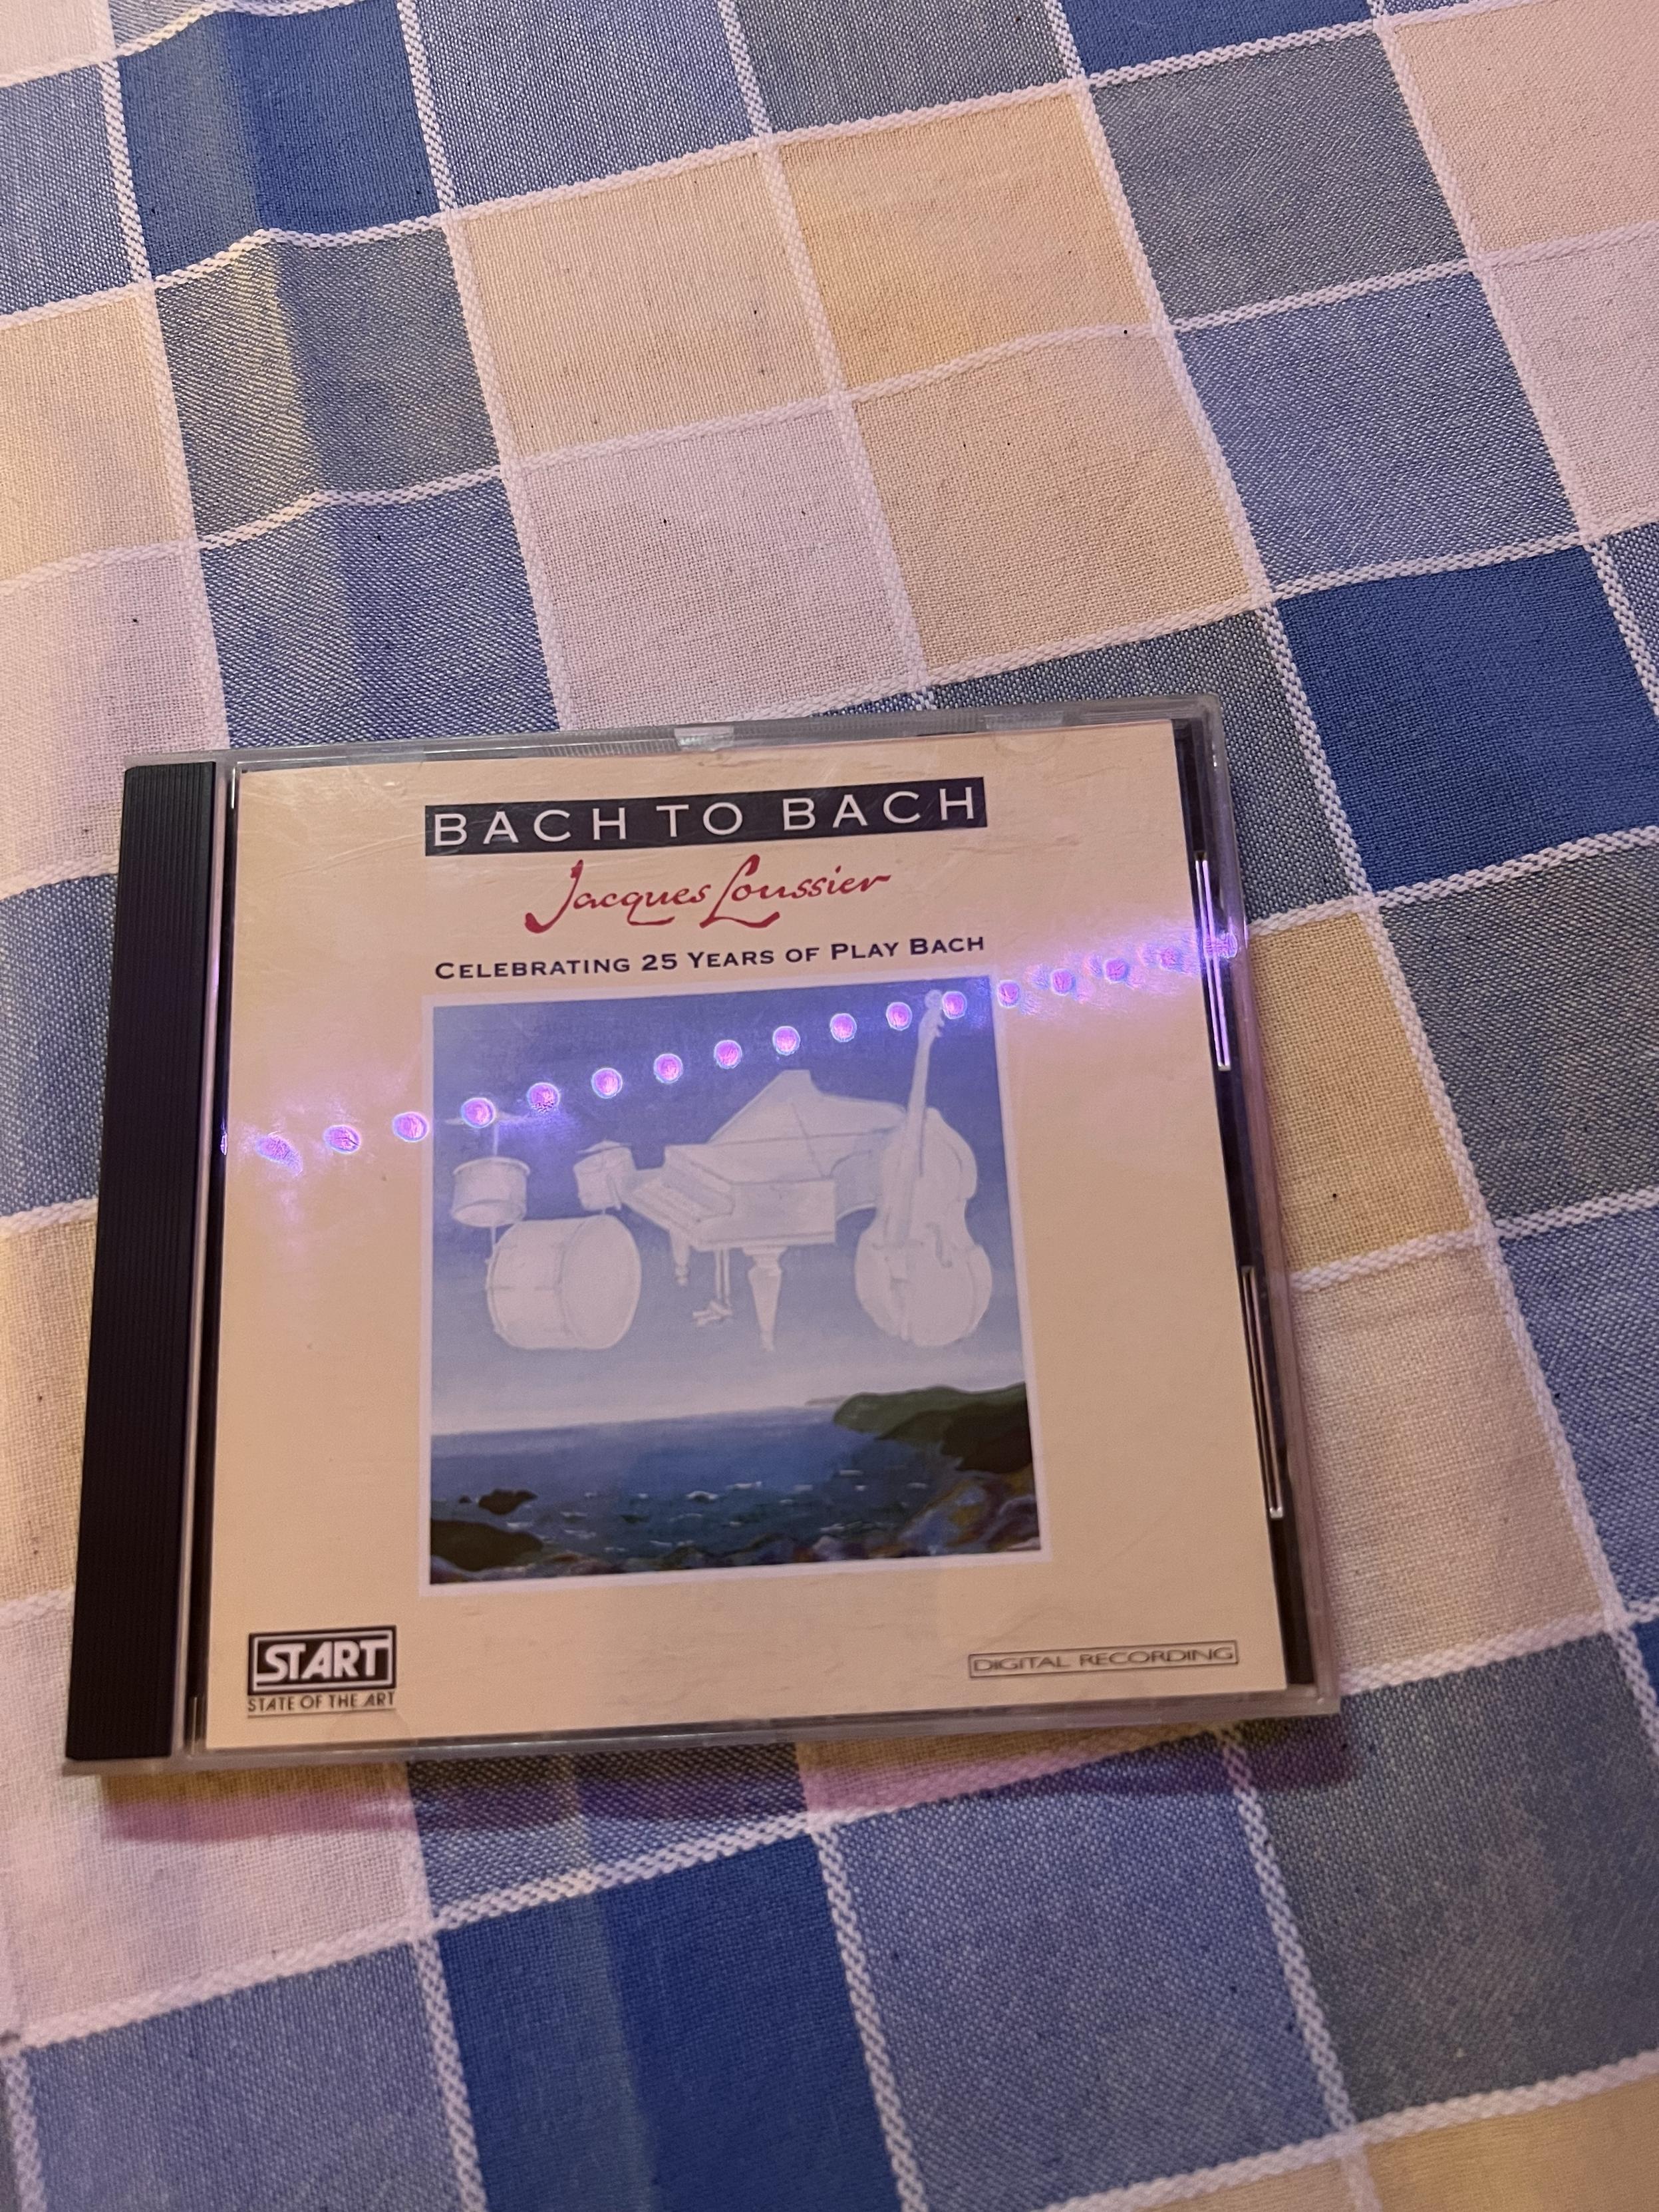 BACH TO BACH
Jacques Loussier
CELEBRATING 25 YEARS OF PLAY BACH
START
STATE OF THE ART
DIGITAL RECORDING